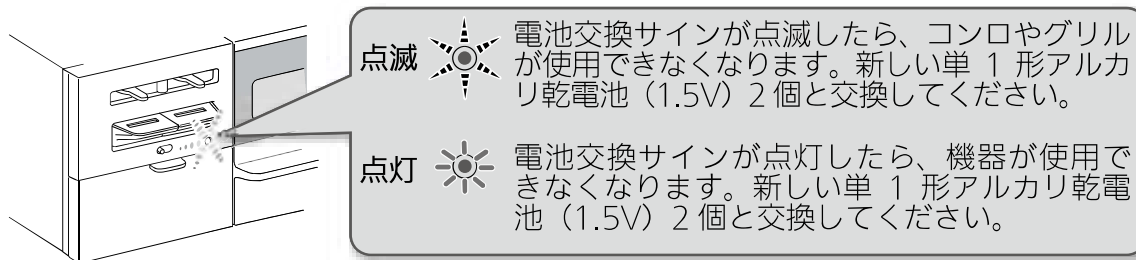 点滅
電池交換サインが点滅したら、コンロやグリル
が使用できなくなります。新しい単 1 形アルカ
リ乾電池（1.5V）2 個と交換してください。
点灯
電池交換サインが点灯したら、機器が使用で
きなくなります。新しい単 1 形アルカリ乾電
池（1.5V）2 個と交換してください。